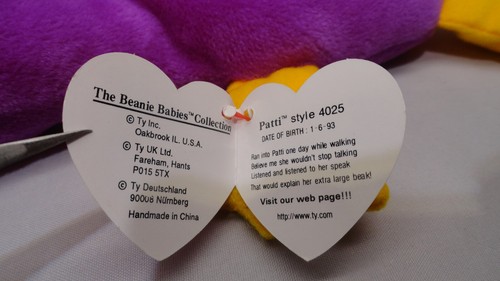 The Beanie Babies™Collection
© Ty Inc.
Oakbrook IL. U.S.A.
© Ty UK Ltd.
Fareham, Hants
P015 5TX
© Ty Deutschland
90008 Nürnberg
Handmade in China
Patti™ style 4025
DATE OF BIRTH : 1-6-93
Ran into Patti one day while walking
Believe me she wouldn't stop talking
Listened and listened to her speak
That would explain her extra large beak!
Visit our web page!!!
http://www.ty.com